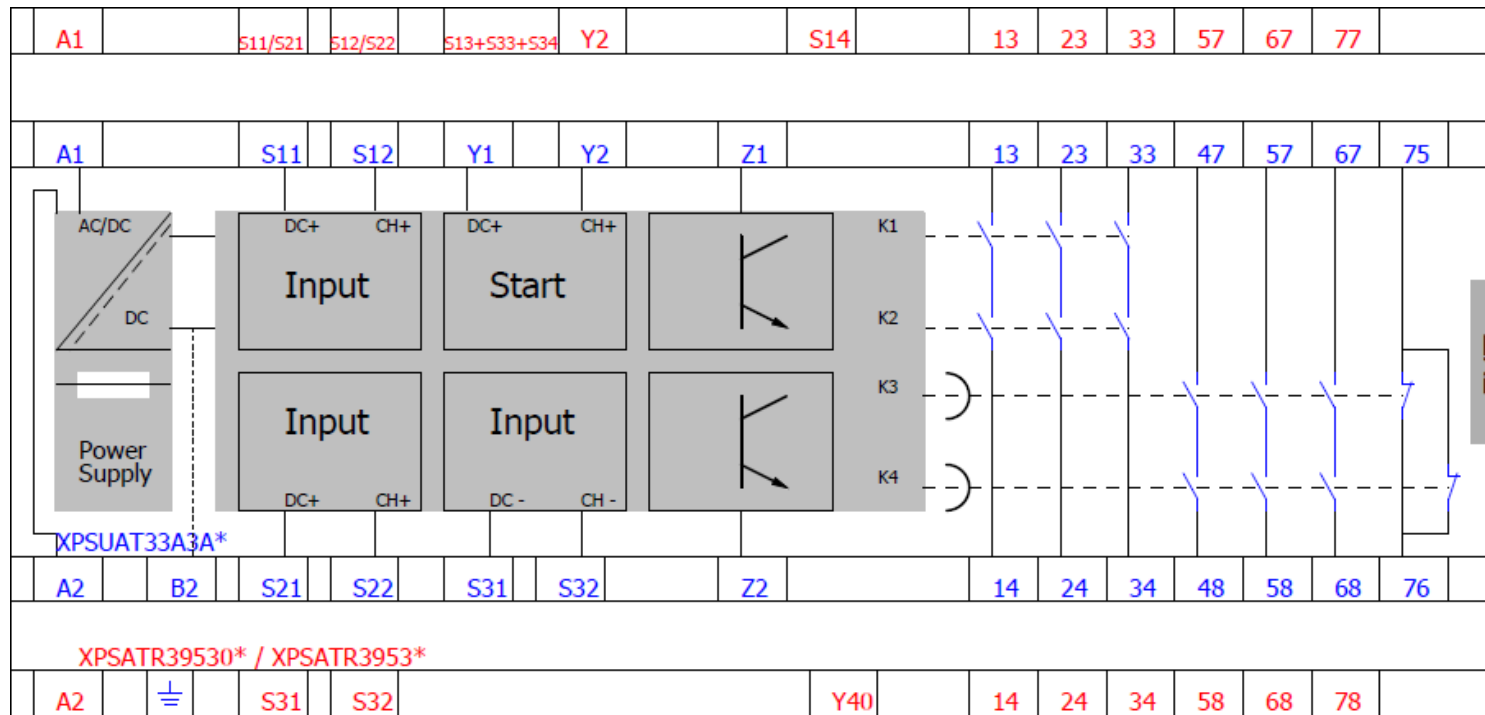 A1 S11/S21 S12/S22 S13+S33+S34 Y2 S14 13 23 33 57 67 77
A1 S11 S12 Y1 Y2 Z1 13 23 33 47 57 67 75
AC/DC DC+ CH+ DC+ CH+ K1
Input Start
DC K2
K3
Input Input
Power
Supply K4
DC+ CH+ DC - CH -
XPSUAT33A3A*
A2 B2 S21 S22 S31 S32 Z2 14 24 34 48 58 68 76
XPSATR39530* / XPSATR3953*
A2 S31 S32 Y40 14 24 34 58 68 78